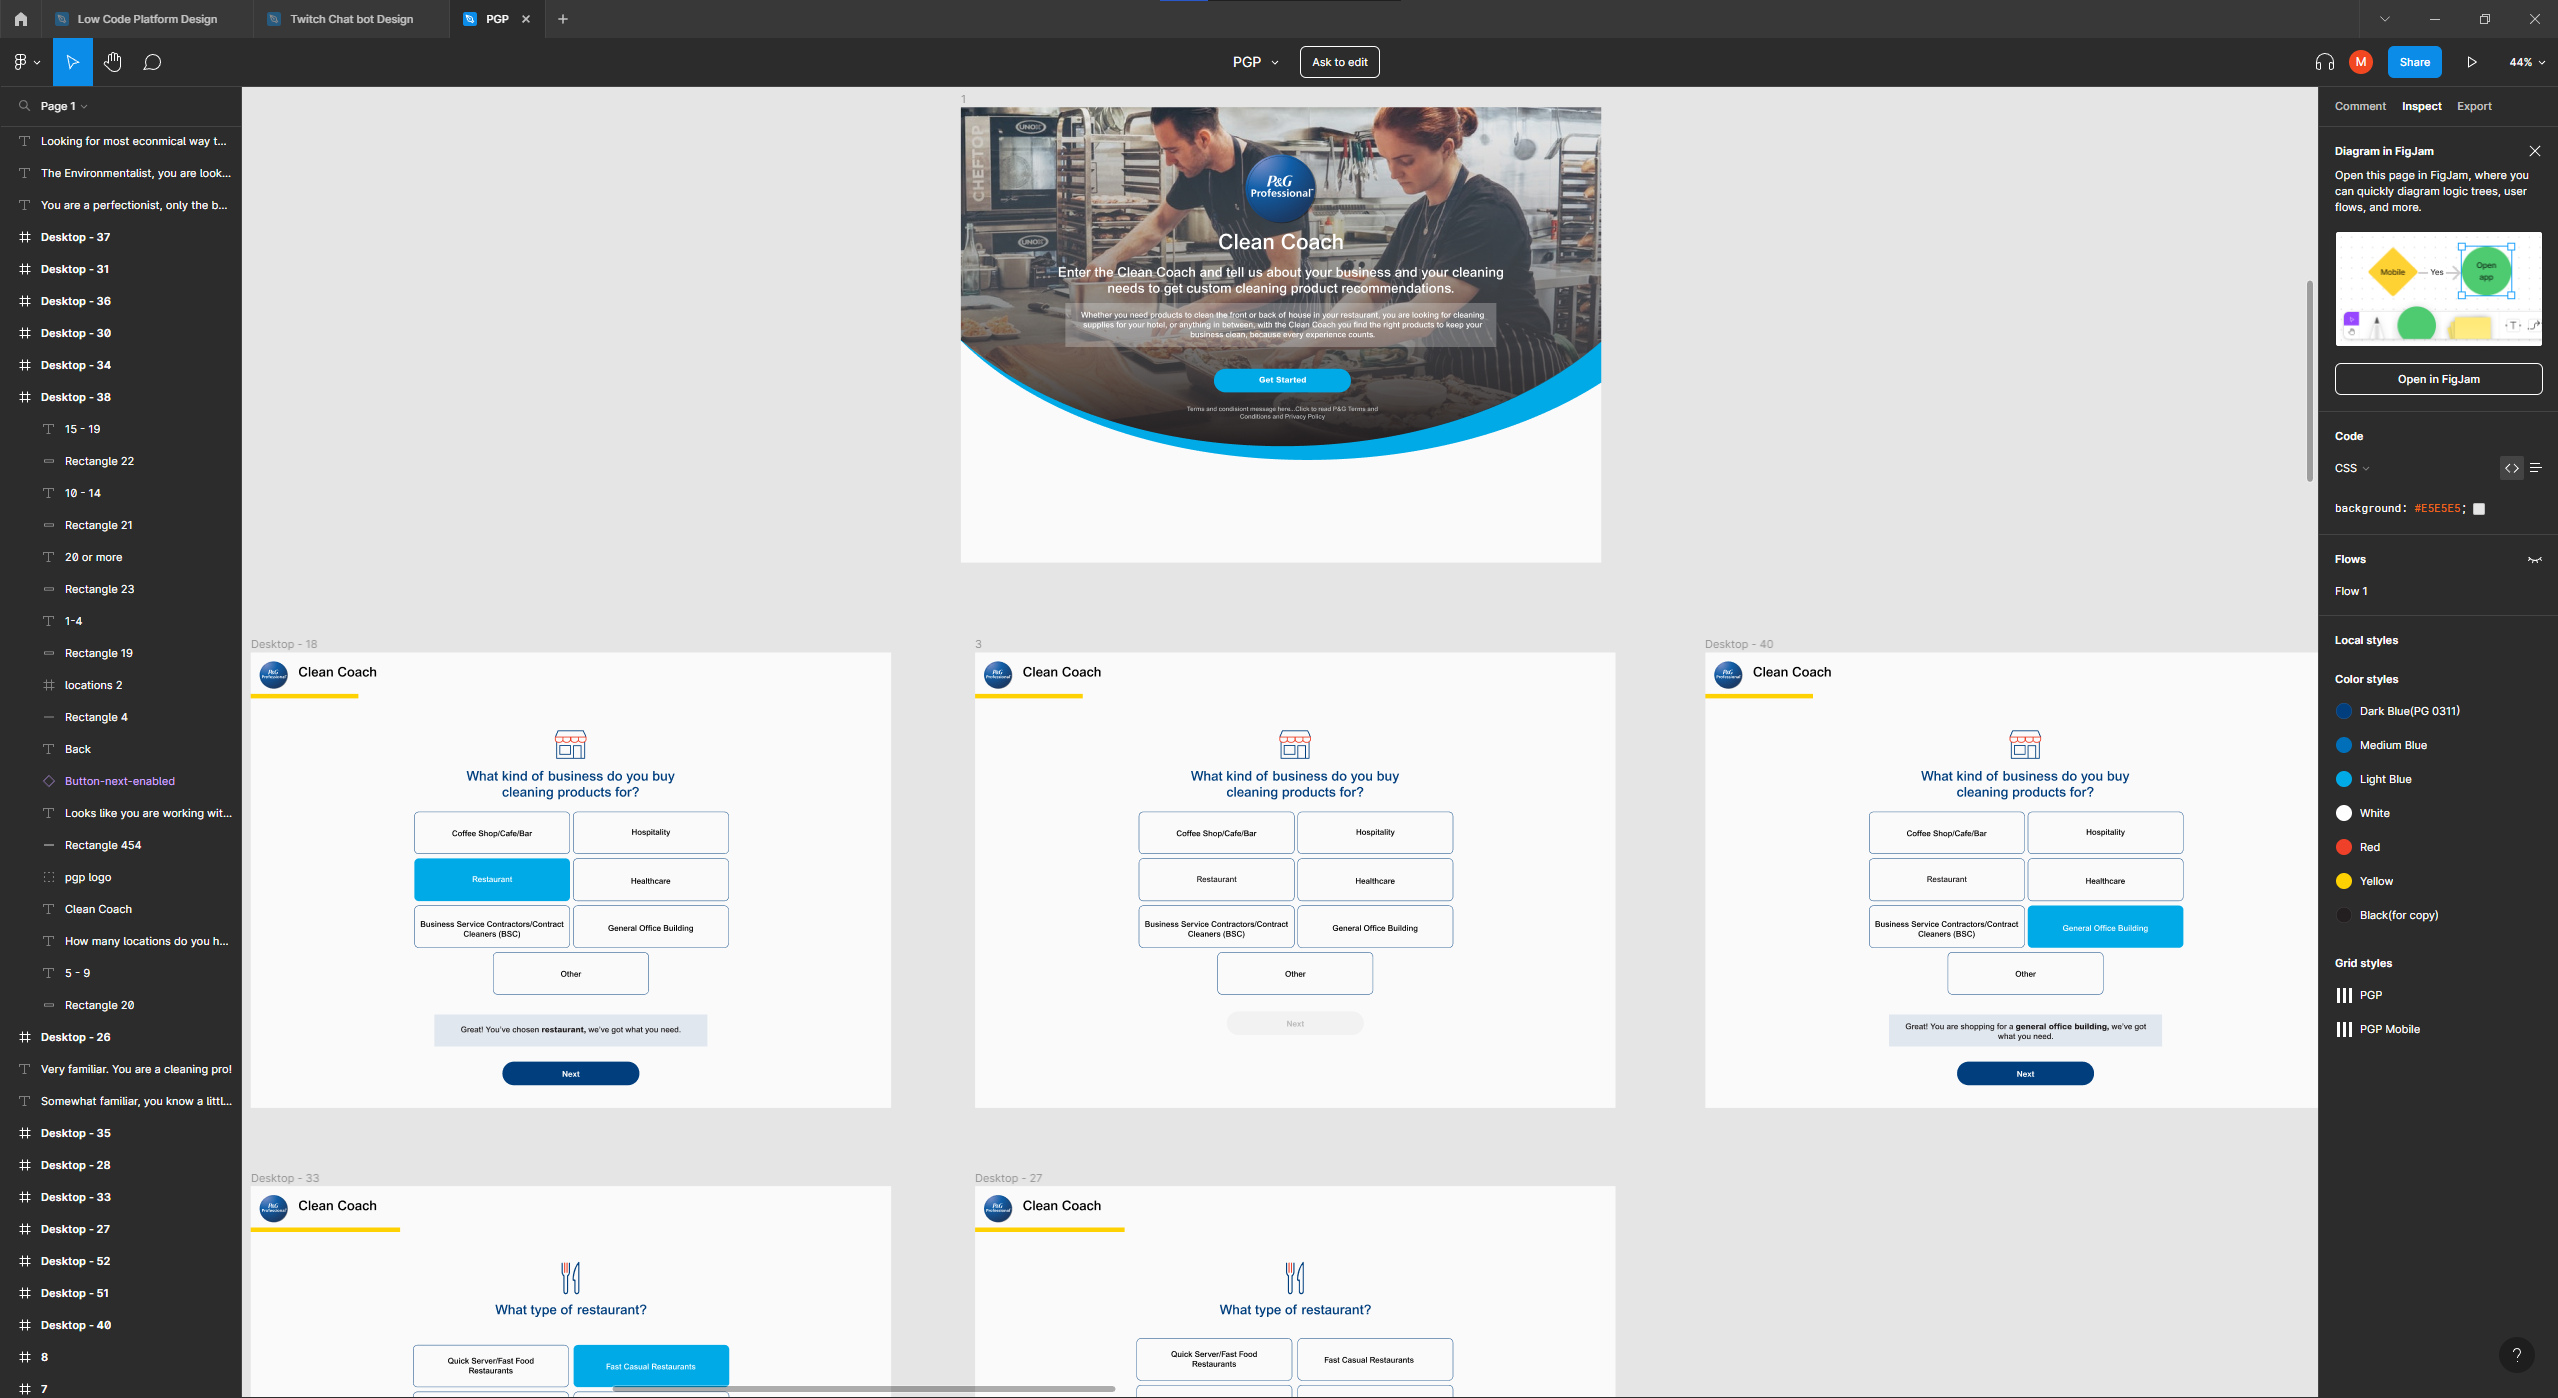 Low Code Platform Design
Twitch Chat bot Design
PGP
PGP
Ask to edit
M
Share
44%
Page 1
Looking for most econmical way t...
The Environmentalist, you are look...
You are a perfectionist, only the b...
Desktop - 37
Desktop - 31
Desktop - 36
Desktop - 30
Desktop - 34
Desktop - 38
15 - 19
Rectangle 22
10 - 14
Rectangle 21
20 or more
Rectangle 23
1-4
Rectangle 19
locations 2
Rectangle 4
Back
Button-next-enabled
Looks like you are working wit...
Rectangle 454
pgp logo
Clean Coach
How many locations do you h...
5 - 9
Rectangle 20
Desktop - 26
Very familiar. You are a cleaning pro!
Somewhat familiar, you know a littl...
Desktop - 35
Desktop - 28
Desktop - 33
Desktop - 27
Desktop - 52
Desktop - 51
Desktop - 40
8
7
1
CHEFTOP
UNOX
UNOX
P&G
Professional
Clean Coach
Enter the Clean Coach and tell us about your business and your cleaning
needs to get custom cleaning product recommendations.
Whether you need products to clean the front or back of house in your restaurant, you are looking for cleaning
supplies for your hotel, or anything in between, with the Clean Coach you find the right products to keep your
business clean, because every experience counts.
Get Started
Terms and condisiont message here...Click to read P&G Terms and
Conditions and Privacy Policy
Desktop - 18
P&G
Professional
Clean Coach
What kind of business do you buy
cleaning products for?
Coffee Shop/Cafe/Bar
Hospitality
Restaurant
Healthcare
Business Service Contractors/Contract
Cleaners (BSC)
General Office Building
Other
Great! You've chosen restaurant, we've got what you need.
Next
3
P&G
Professional
Clean Coach
What kind of business do you buy
cleaning products for?
Coffee Shop/Cafe/Bar
Hospitality
Restaurant
Healthcare
Business Service Contractors/Contract
Cleaners (BSC)
General Office Building
Other
Next
Desktop - 40
P&G
Professional
Clean Coach
What kind of business do you buy
cleaning products for?
Coffee Shop/Cafe/Bar
Hospitality
Restaurant
Healthcare
Business Service Contractors/Contract
Cleaners (BSC)
General Office Building
Other
Great! You are shopping for a general office building, we've got
what you need.
Next
Desktop - 33
P&G
Professional
Clean Coach
What type of restaurant?
Quick Server/Fast Food
Restaurants
Fast Casual Restaurants
Desktop - 27
P&G
Professional
Clean Coach
What type of restaurant?
Quick Server/Fast Food
Restaurants
Fast Casual Restaurants
Comment
Inspect
Export
Diagram in FigJam
Open this page in FigJam, where you
can quickly diagram logic trees, user
flows, and more.
Mobile
Yes
Open
app
T
Open in FigJam
Code
CSS
background: #E5E5E5;
Flows
Flow 1
Local styles
Color styles
Dark Blue(PG 0311)
Medium Blue
Light Blue
White
Red
Yellow
Black(for copy)
Grid styles
PGP
PGP Mobile
?